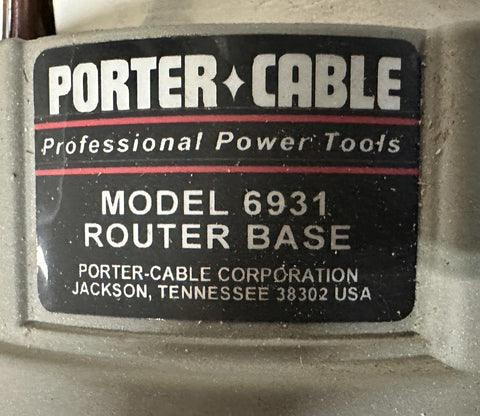 PORTER✦CABLE
Professional Power Tools
MODEL 6931
ROUTER BASE
PORTER-CABLE CORPORATION
JACKSON, TENNESSEE 38302 USA